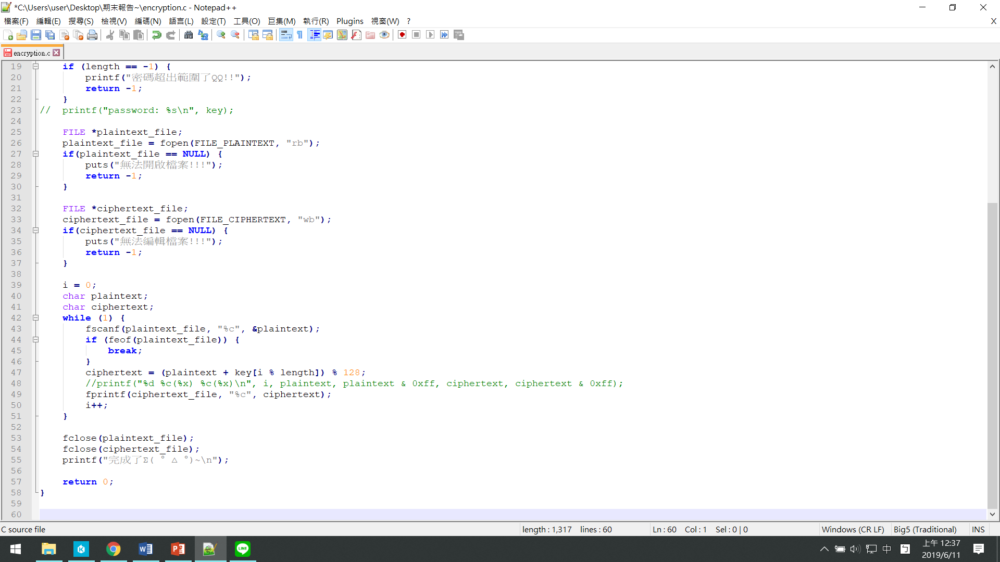 *C:\Users\user\Desktop\期末報告~\encryption.c - Notepad++
檔案(F) 編輯(E) 搜尋(S) 檢視(V) 編碼(N) 語言(L) 設定(T) 工具(O) 巨集(M) 執行(R) Plugins 視窗(W) ? X
encryption.c
19 if (length == -1) {
20 printf("密碼超出範圍了QQ!!");
21 return -1;
22 }
23 // printf("password: %s\n", key);
24
25 FILE *plaintext_file;
26 plaintext_file = fopen(FILE_PLAINTEXT, "rb");
27 if(plaintext_file == NULL) {
28 puts("無法開啟檔案!!!");
29 return -1;
30 }
31
32 FILE *ciphertext_file;
33 ciphertext_file = fopen(FILE_CIPHERTEXT, "wb");
34 if(ciphertext_file == NULL) {
35 puts("無法編輯檔案!!!");
36 return -1;
37 }
38
39 i = 0;
40 char plaintext;
41 char ciphertext;
42 while (1) {
43 fscanf(plaintext_file, "%c", &plaintext);
44 if (feof(plaintext_file)) {
45 break;
46 }
47 ciphertext = (plaintext + key[i % length]) % 128;
48 //printf("%d %c(%x) %c(%x)\n", i, plaintext, plaintext & 0xff, ciphertext, ciphertext & 0xff);
49 fprintf(ciphertext_file, "%c", ciphertext);
50 i++;
51 }
52
53 fclose(plaintext_file);
54 fclose(ciphertext_file);
55 printf("完成了Σ( ° △ °)~\n");
56
57 return 0;
58 }
59
60
C source file length : 1,317 lines : 60 Ln : 60 Col : 1 Sel : 0 | 0 Windows (CR LF) Big5 (Traditional) INS
上午 12:37
中
2019/6/11